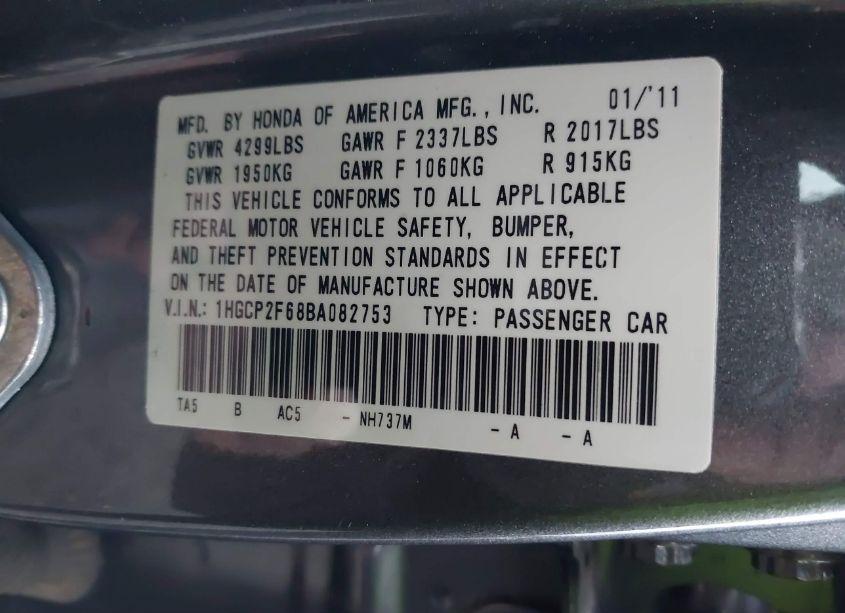 MFD. BY HONDA OF AMERICA MFG., INC. 01/'11
GVWR 4299LBS GAWR F 2337LBS R 2017LBS
GVWR 1950KG GAWR F 1060KG R 915KG
THIS VEHICLE CONFORMS TO ALL APPLICABLE
FEDERAL MOTOR VEHICLE SAFETY, BUMPER,
AND THEFT PREVENTION STANDARDS IN EFFECT
ON THE DATE OF MANUFACTURE SHOWN ABOVE.
V.I.N.: 1HGCP2F68BA082753 TYPE: PASSENGER CAR
TA5 B AC5 - NH737M - A - A